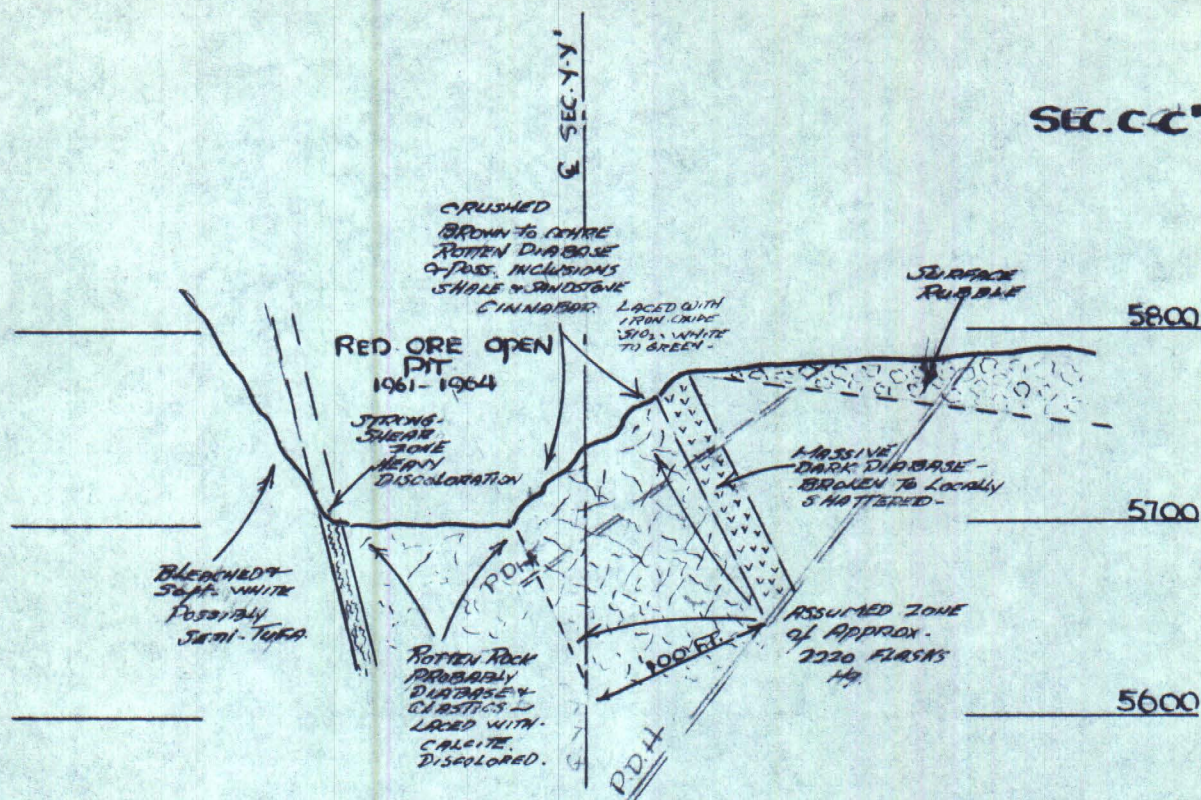 SEC. C-C'
℄ SEC. Y-Y'
CRUSHED
BROWN TO OCHRE
ROTTEN DIABASE
& POSS. INCLUSIONS
SHALE & SANDSTONE
CINNABAR
LACED WITH
IRON OXIDE
SIO2. WHITE
TO GREEN -
SURFACE
RUBBLE
5800
RED ORE OPEN
PIT
1961-1964
STRONG-
SHEAR
ZONE
HEAVY
DISCOLORATION
MASSIVE
DARK DIABASE -
BROKEN TO LOCALLY
SHATTERED -
5700
BLEACHED &
SOFT. WHITE
POSSIBLY
SEMI-TUFA
P.D.H
ROTTEN ROCK
PROBABLY
DIABASE &
CLASTICS -
LACED WITH -
CALCITE.
DISCOLORED.
100 FT.
ASSUMED ZONE
of APPROX.
2220 FLASKS
Hg.
5600
℄
P.D.H